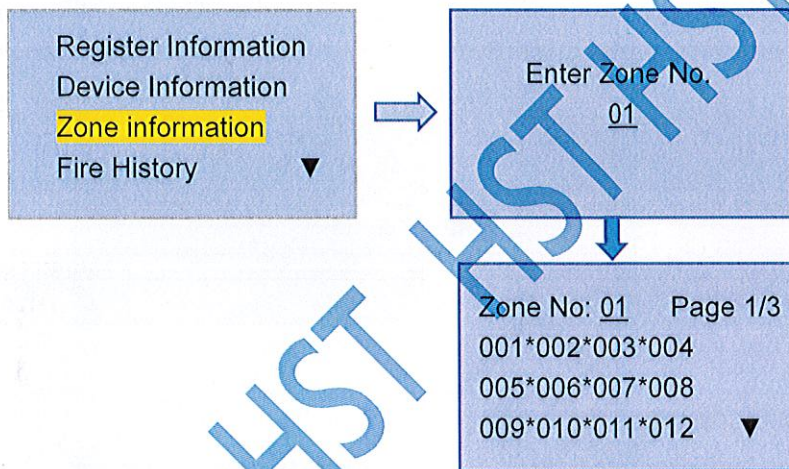 Register Information
Device Information
Zone information
Fire History ▼
Enter Zone No.
01
Zone No: 01 Page 1/3
001*002*003*004
005*006*007*008
009*010*011*012 ▼
HST HST HST